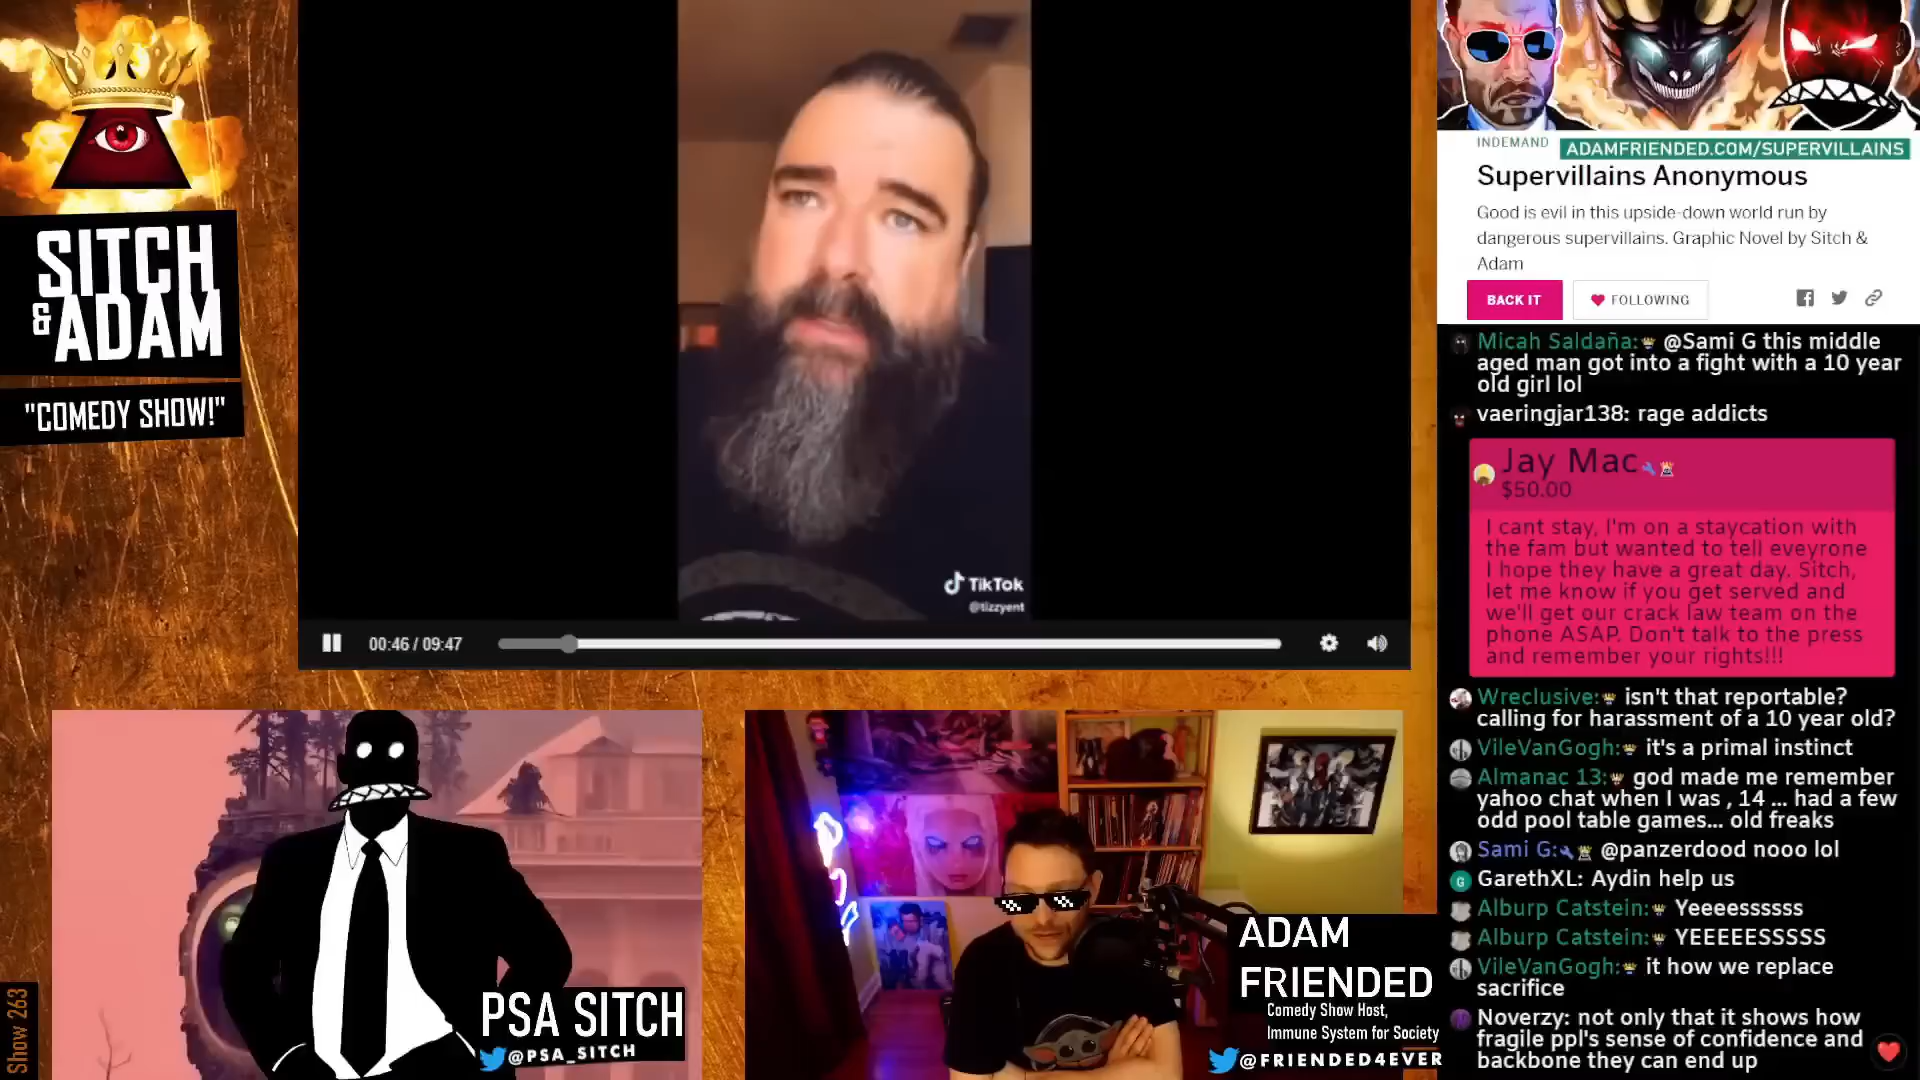 SITCH
& ADAM
"COMEDY SHOW!"
Show 263
TikTok
@tizzyent
00:46 / 09:47
PSA SITCH
@PSA_SITCH
ADAM
FRIENDED
Comedy Show Host,
Immune System for Society
@FRIENDED4EVER
INDEMAND
ADAMFRIENDED.COM/SUPERVILLAINS
Supervillains Anonymous
Good is evil in this upside-down world run by
dangerous supervillains. Graphic Novel by Sitch &
Adam
BACK IT
FOLLOWING
Micah Saldaña: @Sami G this middle
aged man got into a fight with a 10 year
old girl lol
vaeringjar138: rage addicts
Jay Mac
$50.00
I cant stay, I'm on a staycation with
the fam but wanted to tell eveyrone
I hope they have a great day. Sitch,
let me know if you get served and
we'll get our crack law team on the
phone ASAP. Don't talk to the press
and remember your rights!!!
Wreclusive: isn't that reportable?
calling for harassment of a 10 year old?
VileVanGogh: it's a primal instinct
Almanac 13: god made me remember
yahoo chat when I was , 14 ... had a few
odd pool table games... old freaks
Sami G: @panzerdood nooo lol
G GarethXL: Aydin help us
Alburp Catstein: Yeeeessssss
Alburp Catstein: YEEEEESSSSS
VileVanGogh: it how we replace
sacrifice
Noverzy: not only that it shows how
fragile ppl's sense of confidence and
backbone they can end up